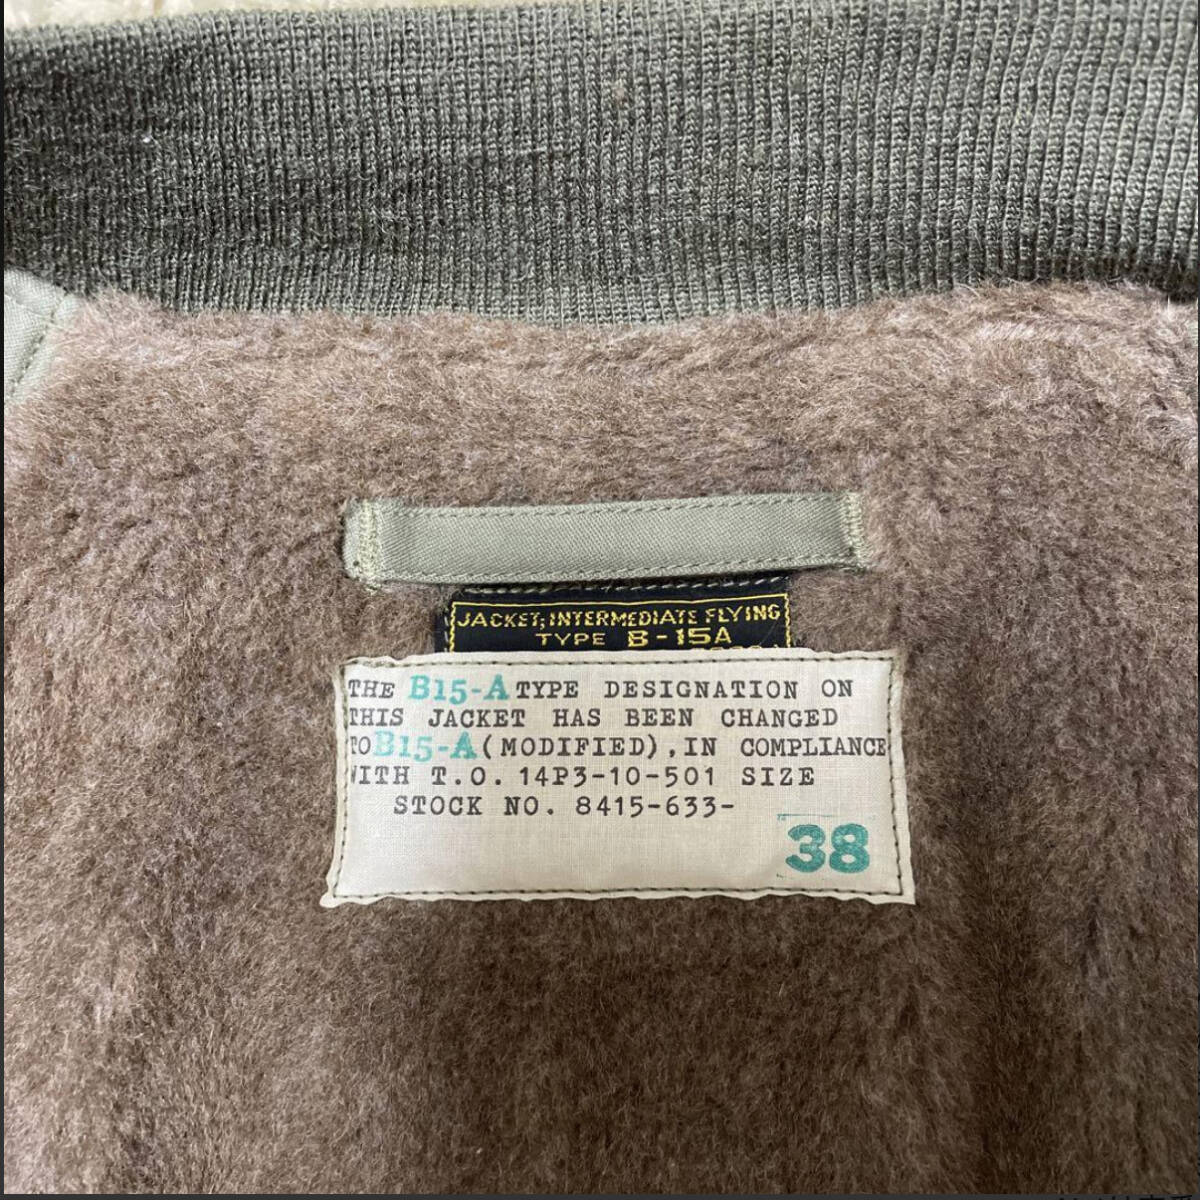 JACKET, INTERMEDIATE FLYING
TYPE B-15A
THE B15-A TYPE DESIGNATION ON
THIS JACKET HAS BEEN CHANGED
TO B15-A (MODIFIED), IN COMPLIANCE
WITH T.O. 14P3-10-501 SIZE
STOCK NO. 8415-633-
38